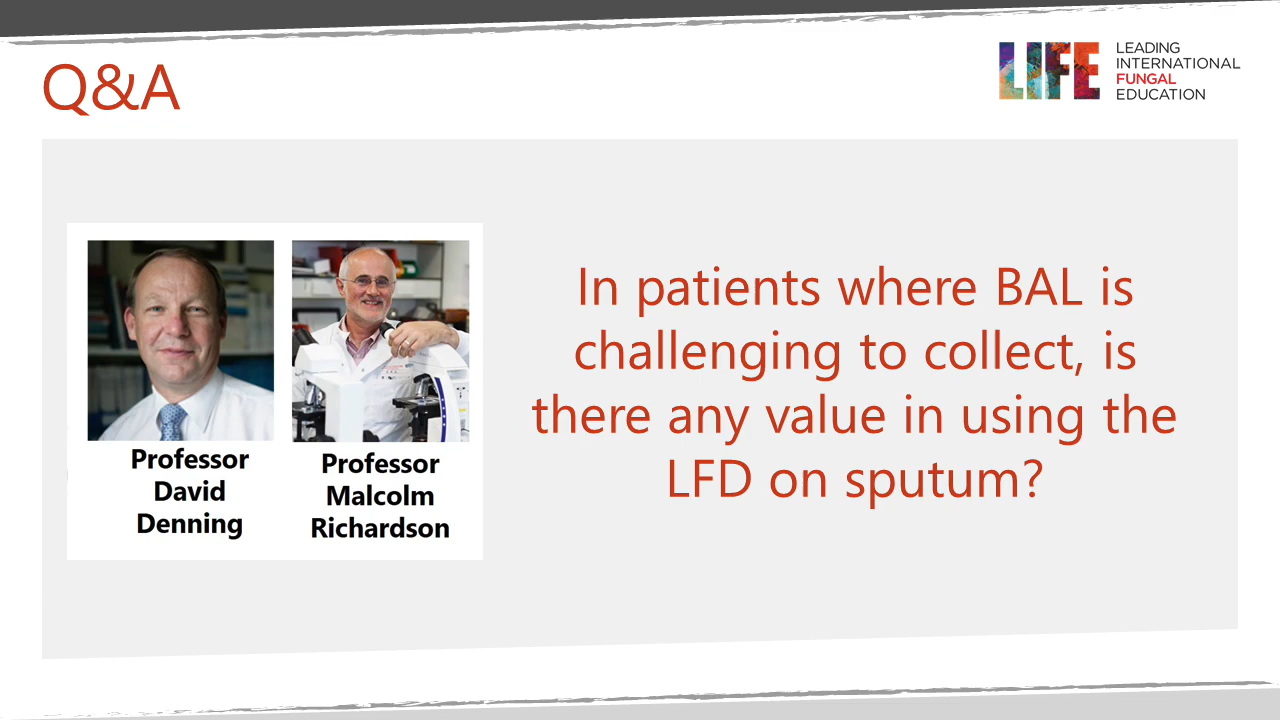 Q&A
LIFE
LEADING
INTERNATIONAL
FUNGAL
EDUCATION
Professor
David
Denning
Professor
Malcolm
Richardson
In patients where BAL is
challenging to collect, is
there any value in using the
LFD on sputum?